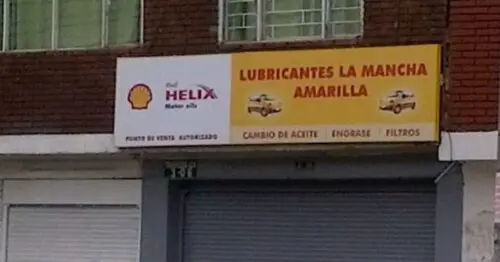 Shell
HELIX
Motor oils
PUNTO DE VENTA AUTORIZADO
LUBRICANTES LA MANCHA
AMARILLA
CAMBIO DE ACEITE / ENGRASE / FILTROS